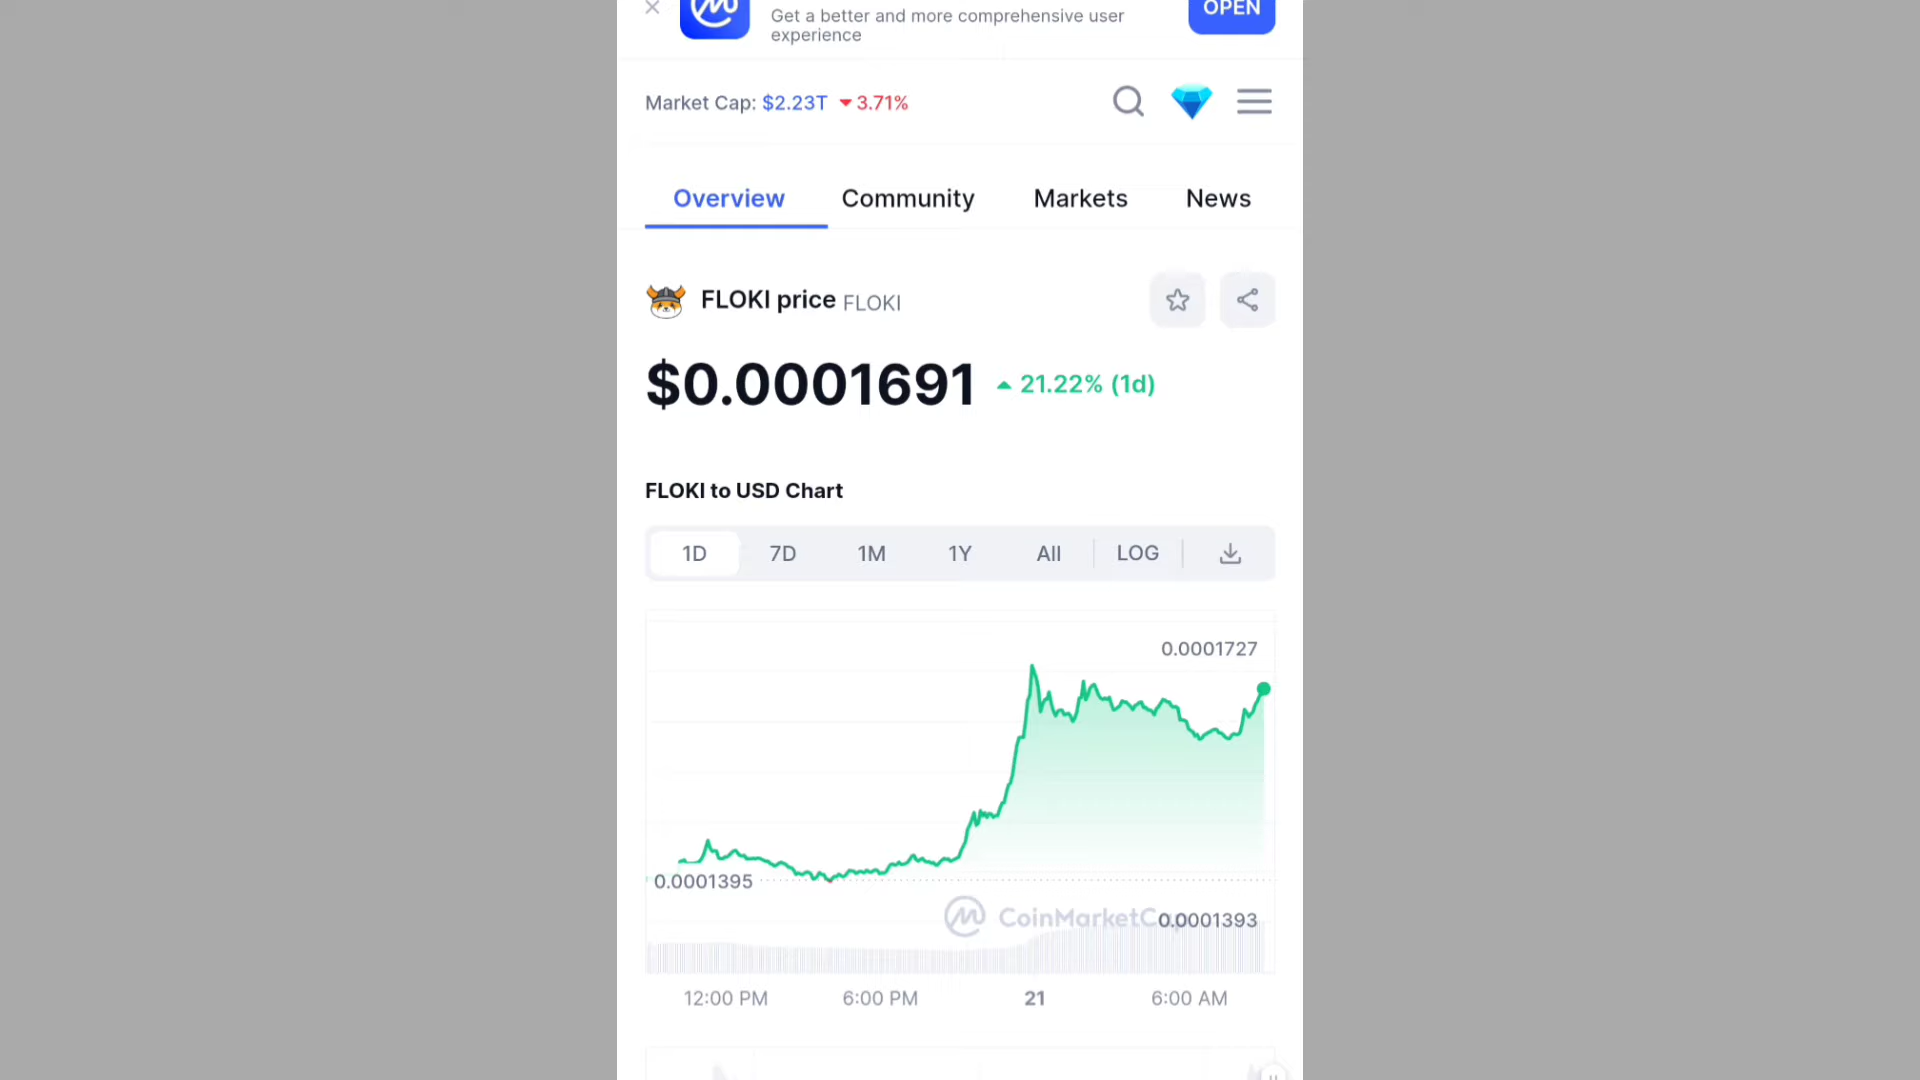 Get a better and more comprehensive user
experience
OPEN
Market Cap: $2.23T 3.71%
Overview Community Markets News
FLOKI price FLOKI
$0.0001691 21.22% (1d)
FLOKI to USD Chart
1D 7D 1M 1Y All LOG
0.0001727
0.0001395
CoinMarketCap
0.0001393
12:00 PM 6:00 PM 21 6:00 AM